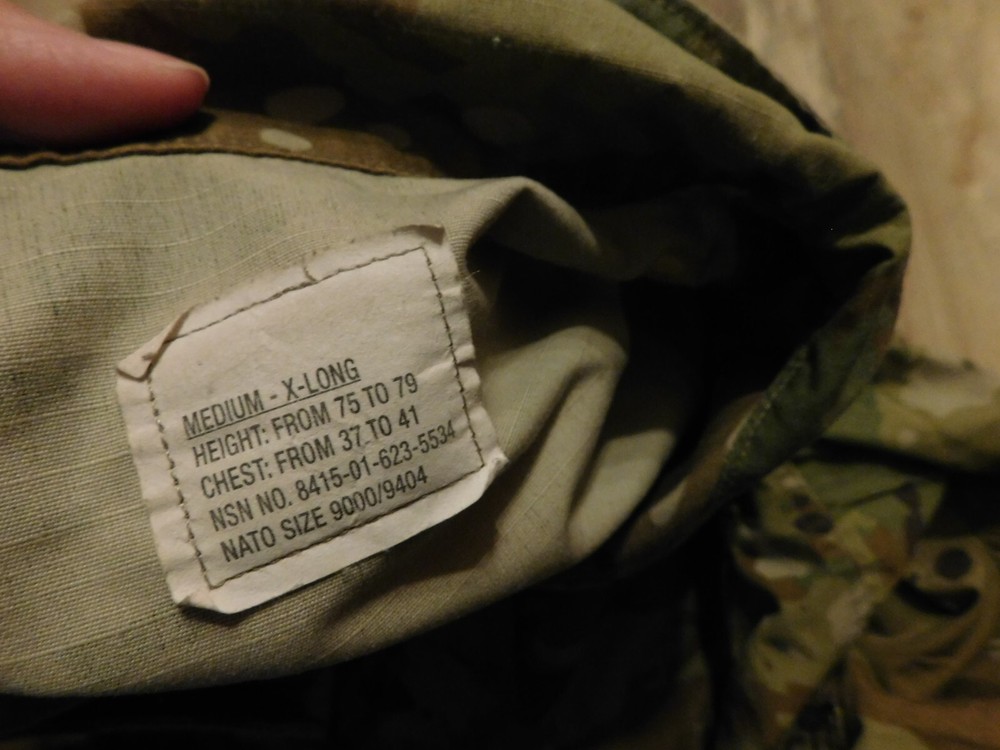 MEDIUM - X-LONG
HEIGHT: FROM 75 TO 79
CHEST: FROM 37 TO 41
NSN NO. 8415-01-623-5534
NATO SIZE 9000/9404